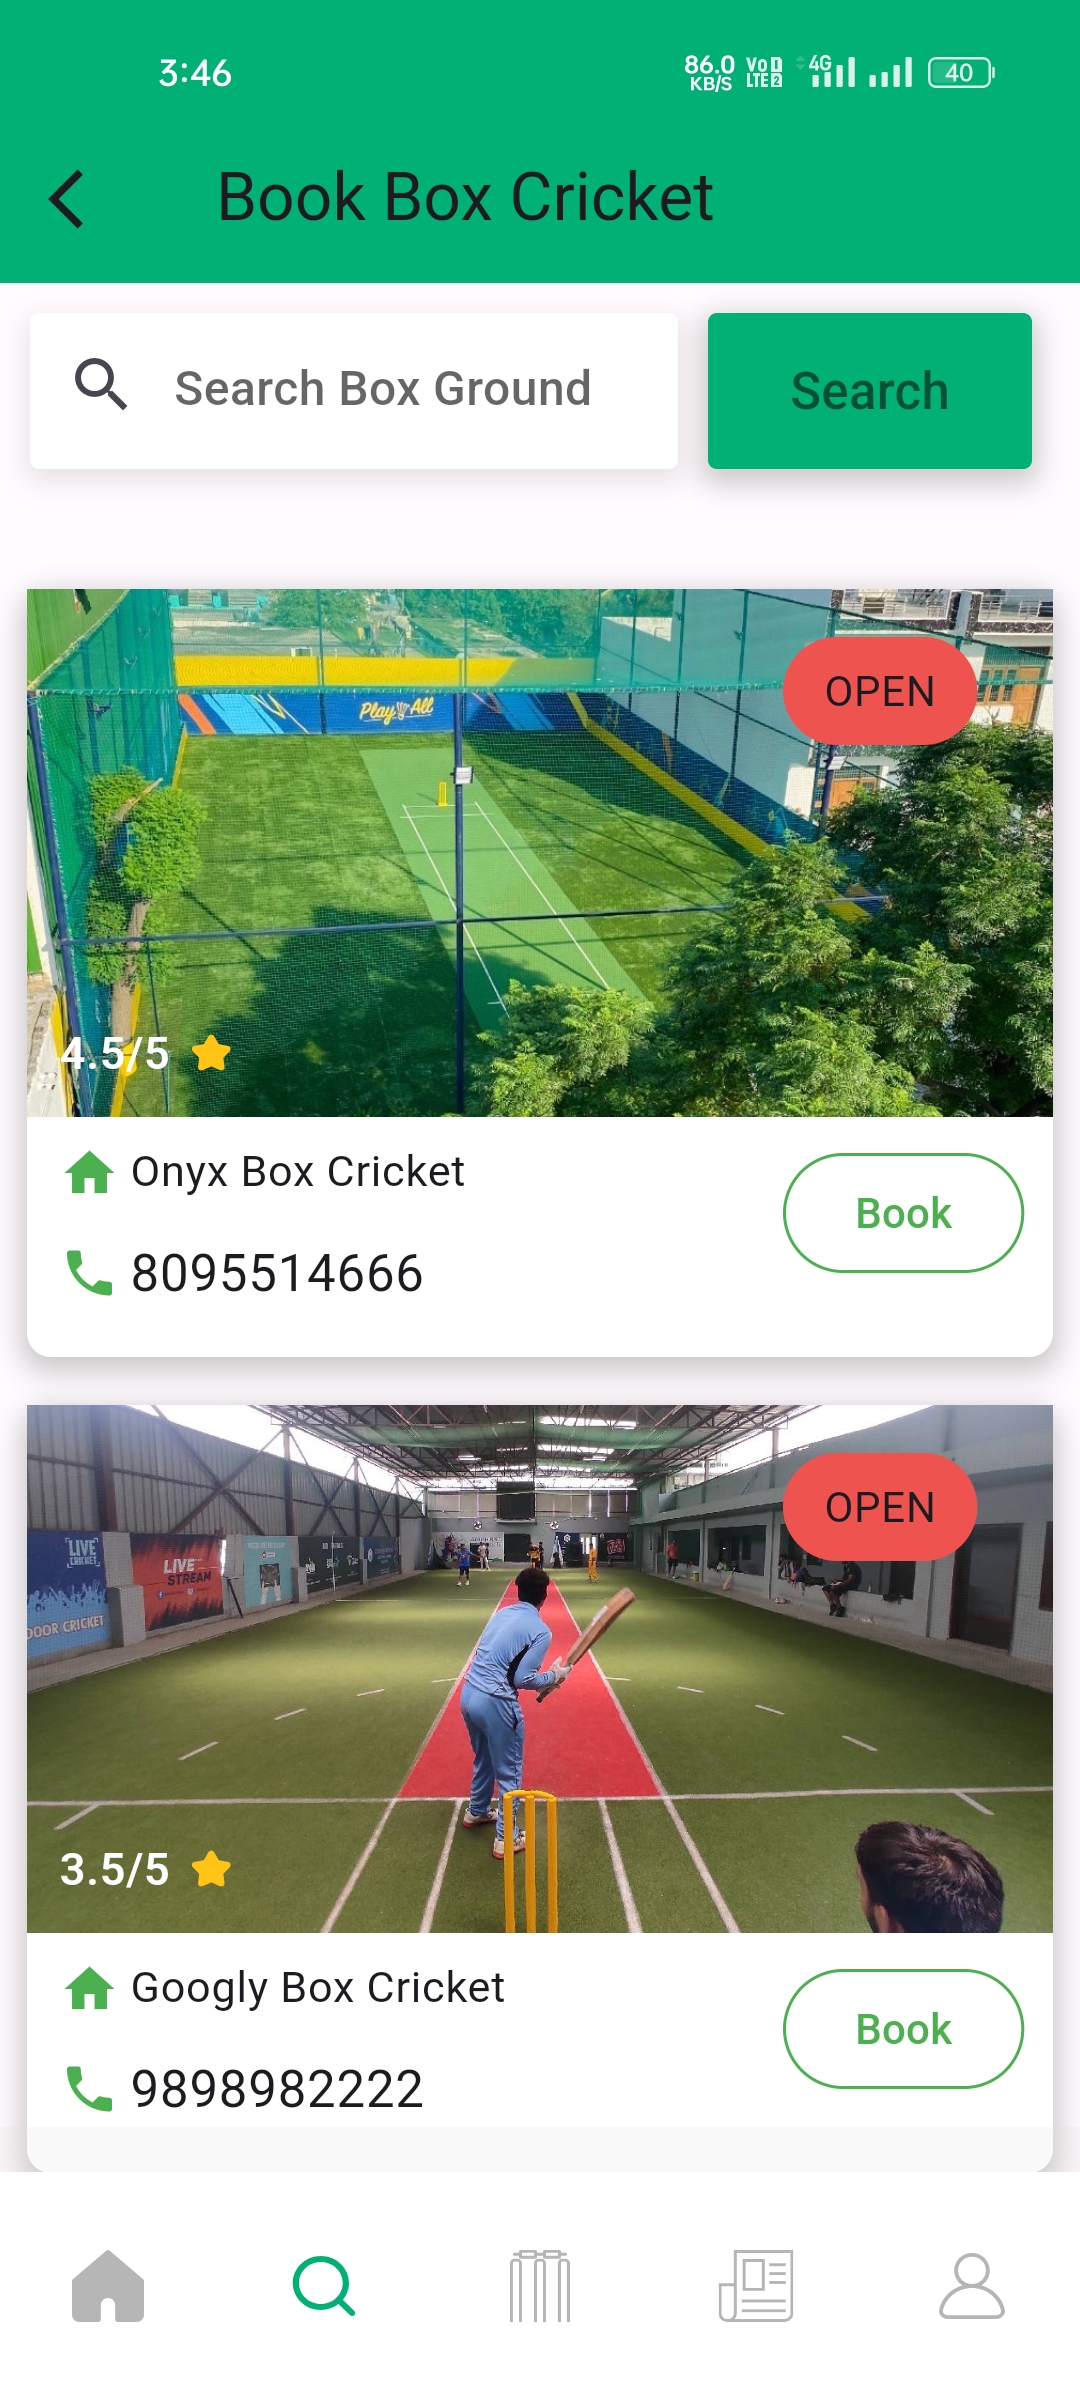 3:46
86.0 KB/S Vo 1 LTE 2 4G 40
Book Box Cricket
Search Box Ground
Search
OPEN
Play All
4.5/5
Onyx Box Cricket
Book
8095514666
OPEN
LIVE CRICKET
LIVE STREAM
DOOR CRICKET
3.5/5
Googly Box Cricket
Book
9898982222